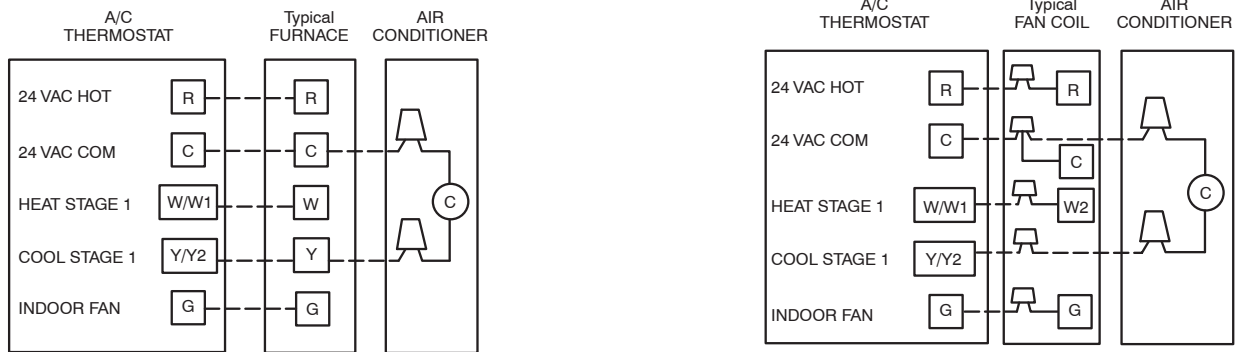 A/C
THERMOSTAT
Typical
FURNACE
AIR
CONDITIONER
24 VAC HOT
R
R
24 VAC COM
C
C
HEAT STAGE 1
W/W1
W
C
COOL STAGE 1
Y/Y2
Y
INDOOR FAN
G
G
A/C
THERMOSTAT
Typical
FAN COIL
AIR
CONDITIONER
24 VAC HOT
R
R
24 VAC COM
C
C
HEAT STAGE 1
W/W1
W2
C
COOL STAGE 1
Y/Y2
INDOOR FAN
G
G